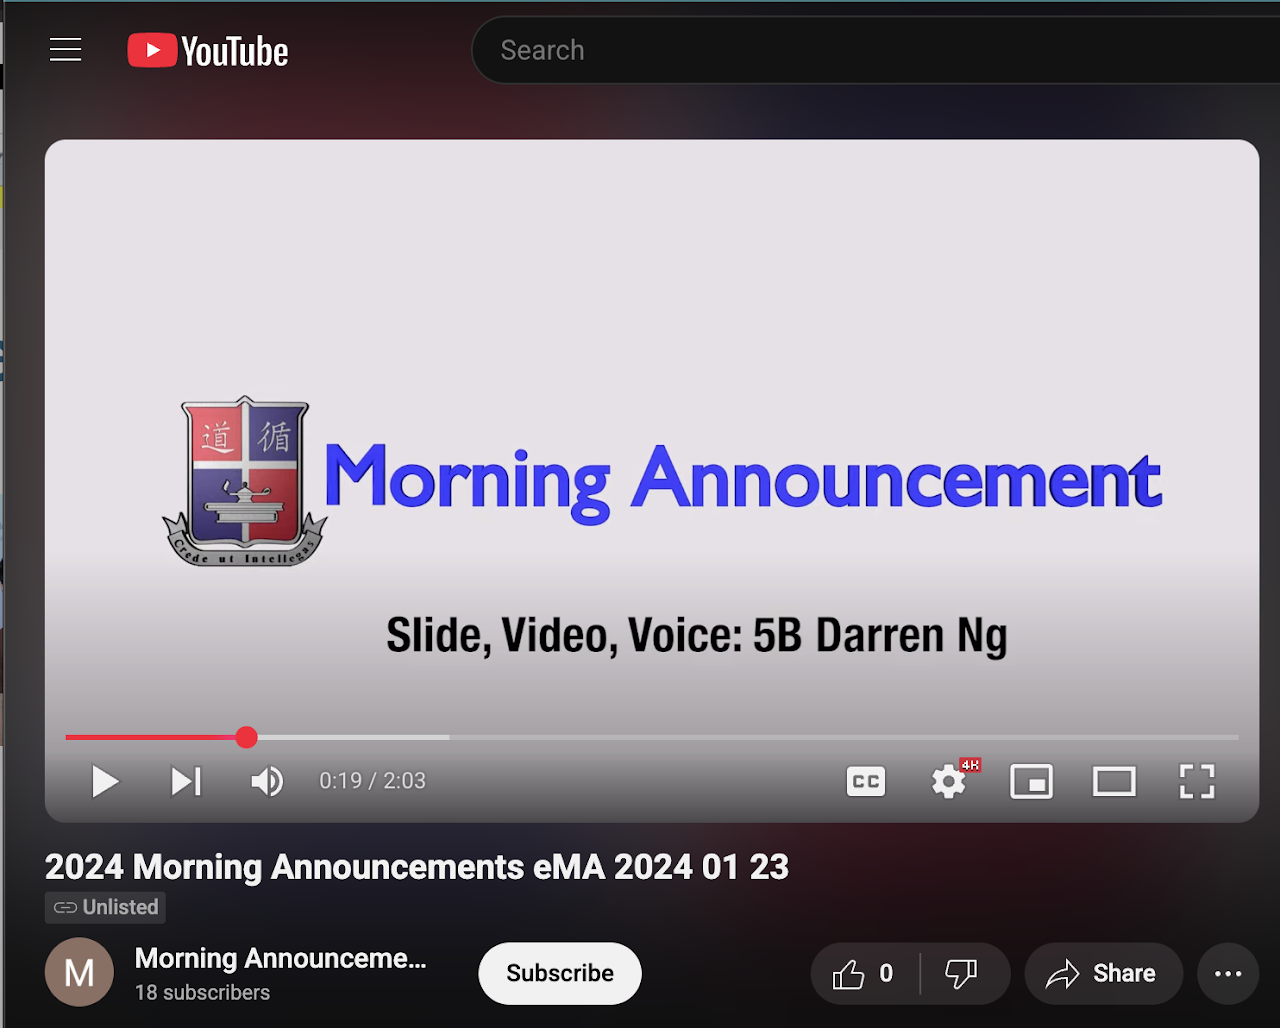 YouTube
Search
道 循
Crede ut Intellegas
Morning Announcement
Slide, Video, Voice: 5B Darren Ng
0:19 / 2:03
CC
4K
2024 Morning Announcements eMA 2024 01 23
Unlisted
M
Morning Announceme...
18 subscribers
Subscribe
0
Share